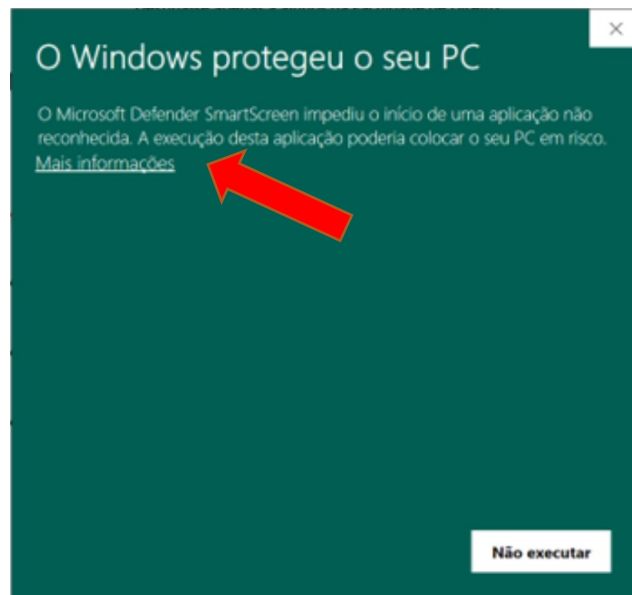 O Windows protegeu o seu PC
O Microsoft Defender SmartScreen impediu o início de uma aplicação não
reconhecida. A execução desta aplicação poderia colocar o seu PC em risco.
Mais informações
Não executar